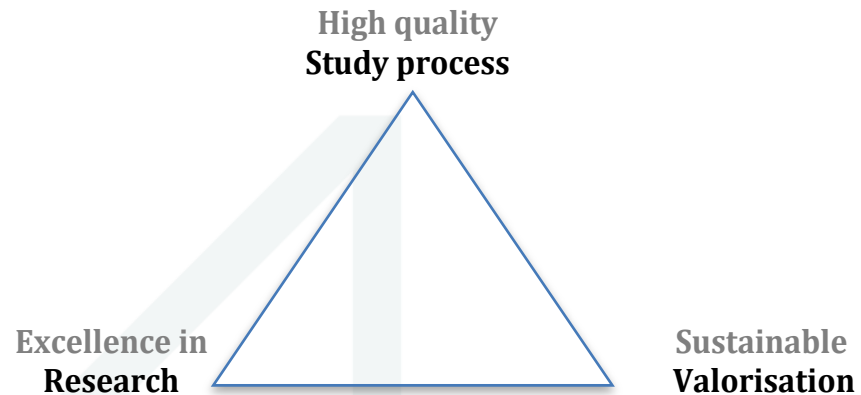 High quality
Study process
Excellence in
Research
Sustainable
Valorisation